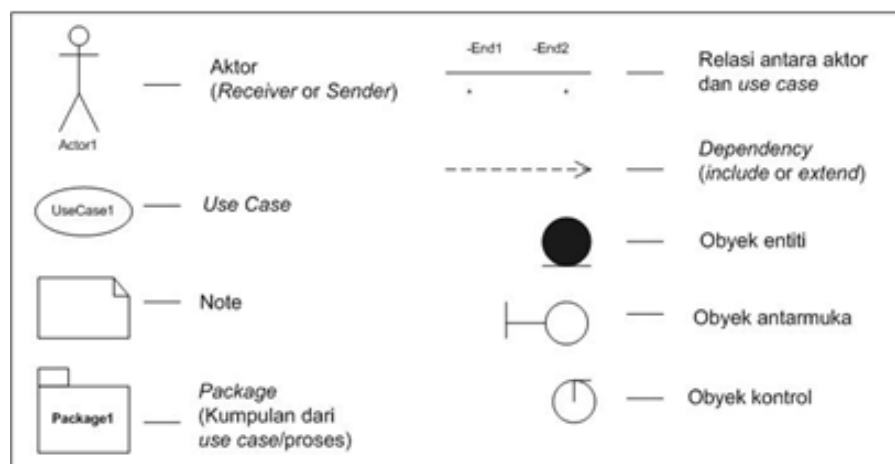 Actor1
Aktor
(Receiver or Sender)
UseCase1
Use Case
Note
Package1
Package
(Kumpulan dari
use case/proses)
-End1 -End2
* *
Relasi antara aktor
dan use case
Dependency
(include or extend)
Obyek entiti
Obyek antarmuka
Obyek kontrol